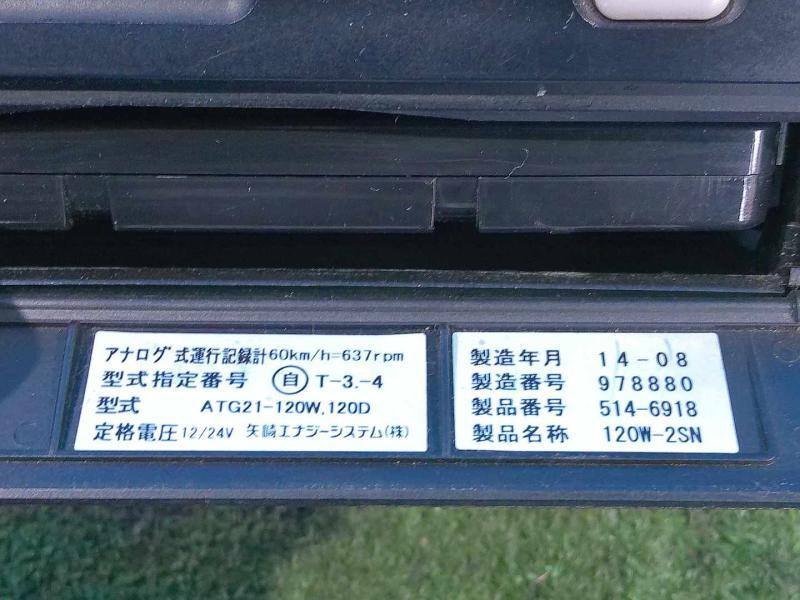 アナログ式運行記録計60km/h=637rpm
型式指定番号 �杢 T-3.-4
型式 ATG21-120W,120D
定格電圧12/24V 矢崎エナジーシステム(株)
製造年月 14-08
製造番号 978880
製品番号 514-6918
製品名称 120W-2SN